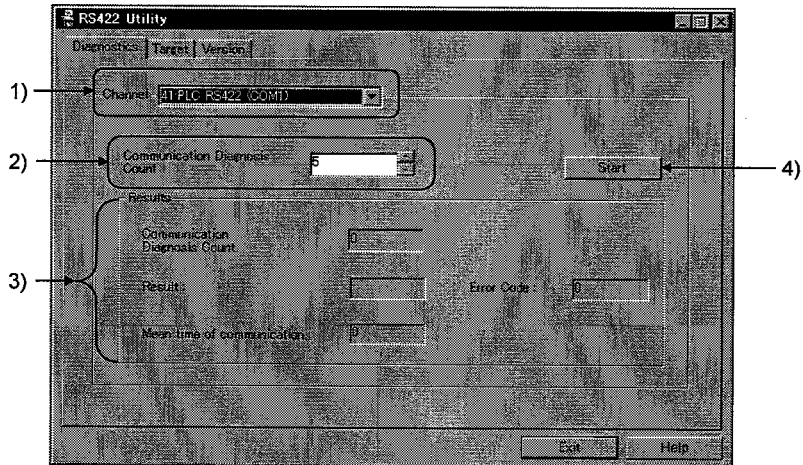 RS422 Utility
Diagnostics Target Version
1)
Channel 41:PLC RS422 (COM1)
2)
Communication Diagnosis
Count
5
Start
4)
Results
Communication
Diagnosis Count
0
3)
Result :
Error Code :
0
Mean time of communication:
0
Exit
Help